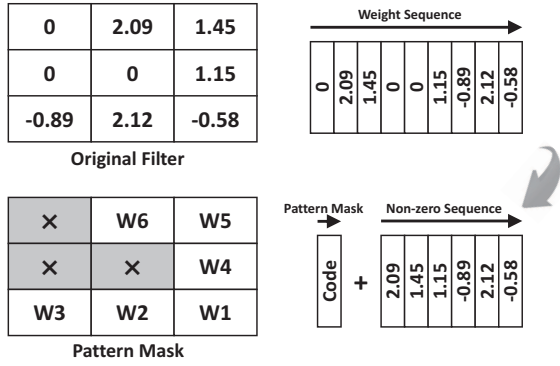 0 2.09 1.45
0 0 1.15
-0.89 2.12 -0.58
Original Filter
Weight Sequence
0 2.09 1.45 0 0 1.15 -0.89 2.12 -0.58
× W6 W5
× × W4
W3 W2 W1
Pattern Mask
Pattern Mask Non-zero Sequence
Code + 2.09 1.45 1.15 -0.89 2.12 -0.58